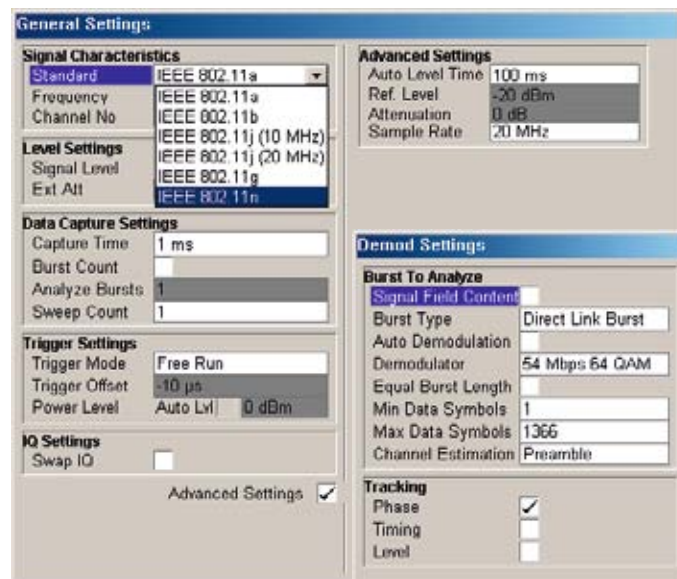 General Settings
Signal Characteristics
Standard IEEE 802.11a
Frequency
Channel No
IEEE 802.11a
IEEE 802.11b
IEEE 802.11j (10 MHz)
IEEE 802.11j (20 MHz)
IEEE 802.11g
IEEE 802.11n
Level Settings
Signal Level
Ext Att
Data Capture Settings
Capture Time 1 ms
Burst Count
Analyze Bursts 1
Sweep Count 1
Trigger Settings
Trigger Mode Free Run
Trigger Offset -10 µs
Power Level Auto Lvl 0 dBm
IQ Settings
Swap IQ
Advanced Settings
Advanced Settings
Auto Level Time 100 ms
Ref. Level -20 dBm
Attenuation 0 dB
Sample Rate 20 MHz
Demod Settings
Burst To Analyze
Signal Field Content
Burst Type Direct Link Burst
Auto Demodulation
Demodulator 54 Mbps 64 QAM
Equal Burst Length
Min Data Symbols 1
Max Data Symbols 1366
Channel Estimation Preamble
Tracking
Phase
Timing
Level